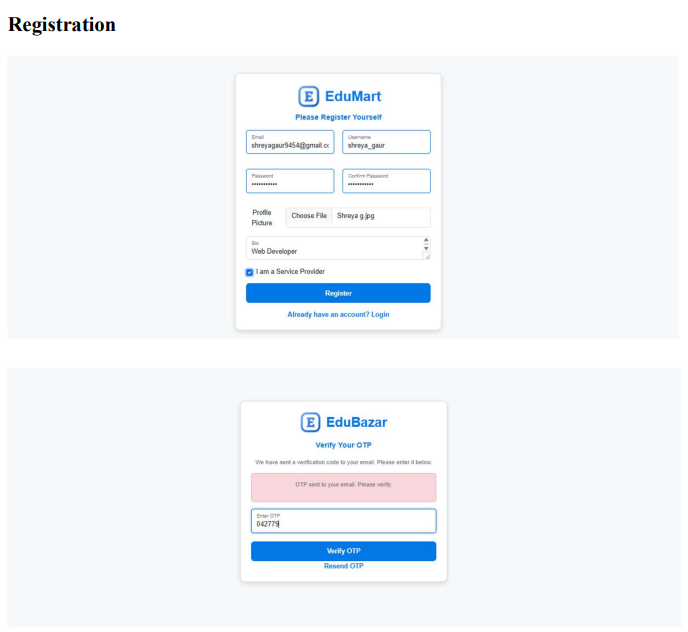 Registration
E EduMart
Please Register Yourself
Email Username
shreyagaur9454@gmail.cc shreya_gaur
Password Confirm Password
•••••••••••  •••••••••••
Profile Picture Choose File Shreya g.jpg
Bio
Web Developer
I am a Service Provider
Register
Already have an account? Login
E EduBazar
Verify Your OTP
We have sent a verification code to your email. Please enter it below.
OTP sent to your email. Please verify.
Enter OTP
042779
Verify OTP
Resend OTP